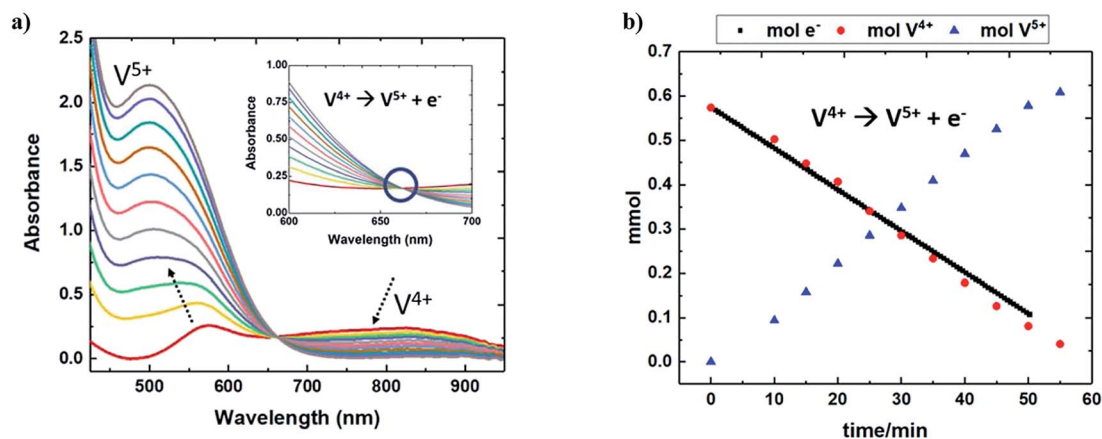 a)
V⁵⁺
V⁴⁺ → V⁵⁺ + e⁻
V⁴⁺
Absorbance
2.5
2.0
1.5
1.0
0.5
0.0
500 600 700 800 900
Wavelength (nm)
Absorbance
1.00
0.75
0.50
0.25
0.00
600 650 700
Wavelength (nm)
b)
mol e⁻ mol V⁴⁺ mol V⁵⁺
V⁴⁺ → V⁵⁺ + e⁻
mmol
0.7
0.6
0.5
0.4
0.3
0.2
0.1
0.0
0 10 20 30 40 50 60
time/min